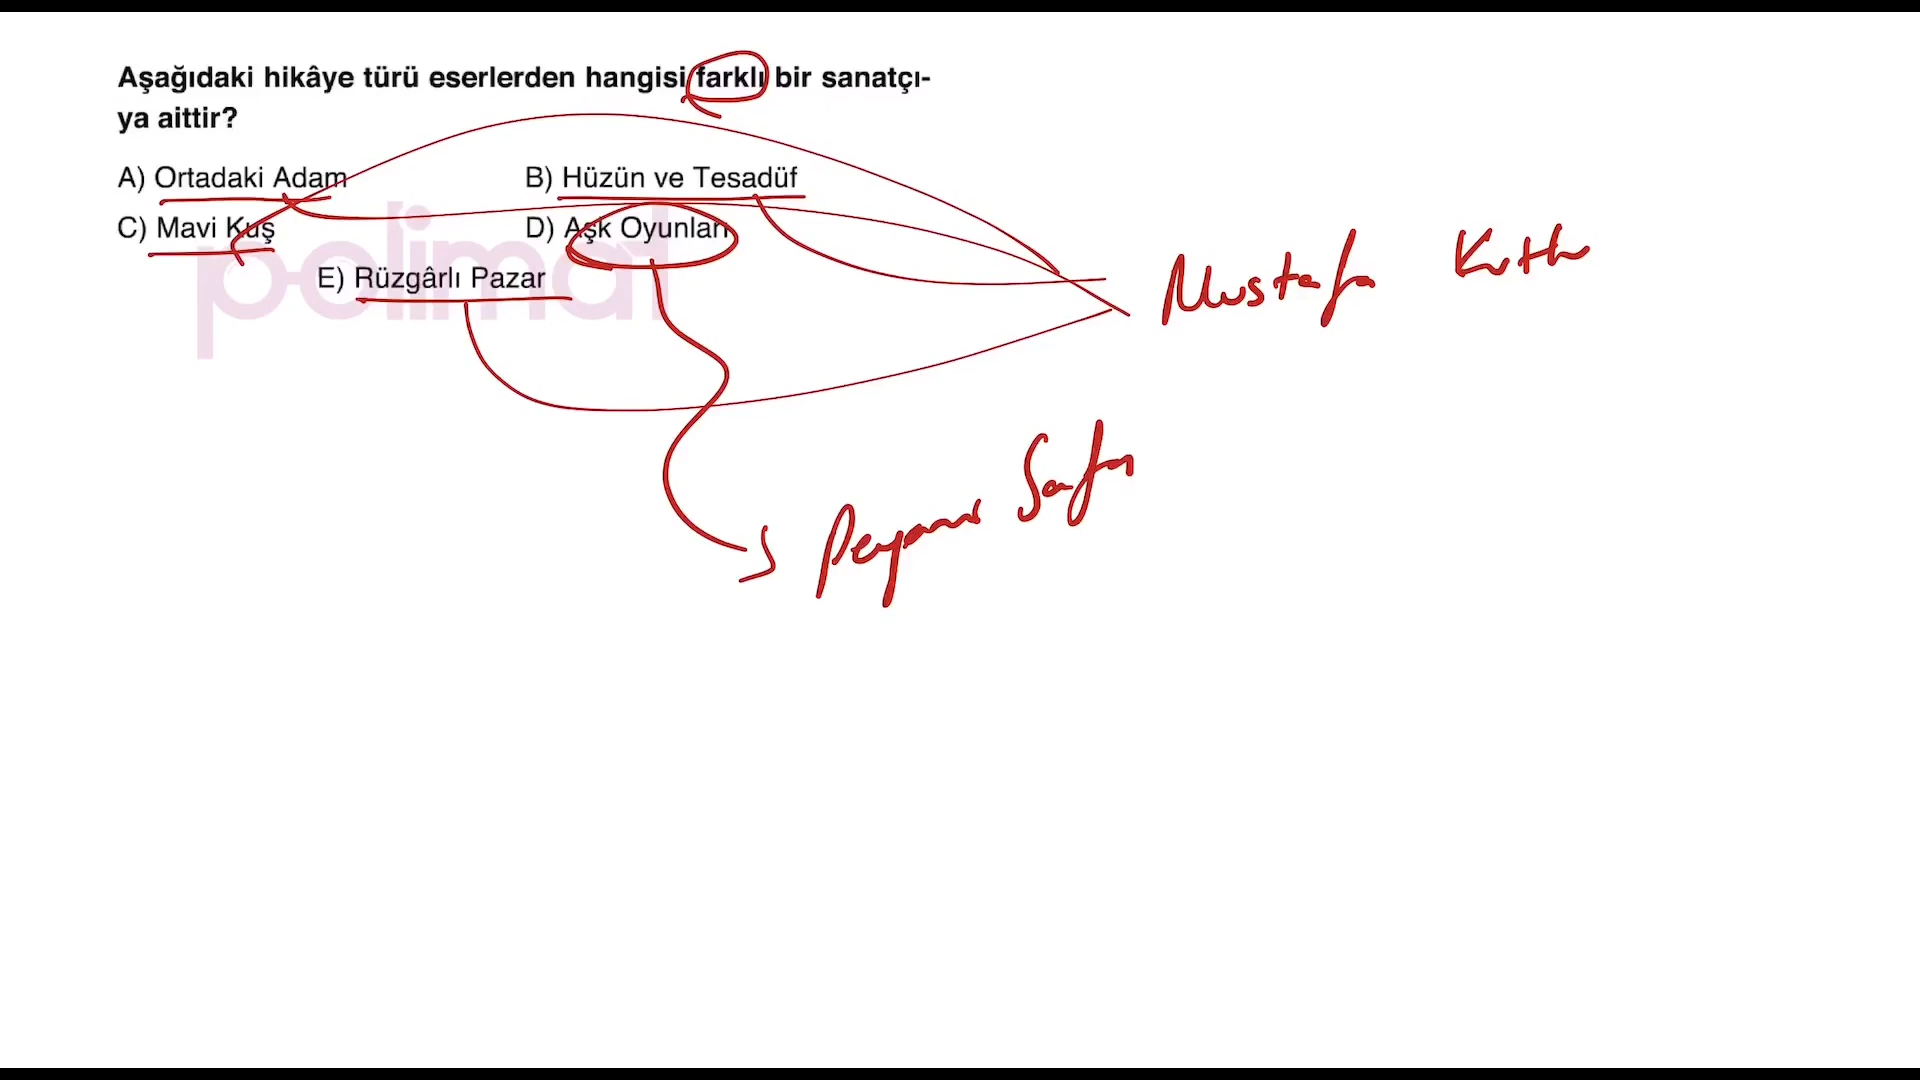 Aşağıdaki hikâye türü eserlerden hangisi farklı bir sanatçı-
ya aittir?
A) Ortadaki Adam B) Hüzün ve Tesadüf
C) Mavi Kuş D) Aşk Oyunları
E) Rüzgârlı Pazar
polimat
Mustafa Kutlu
Peyami Safa